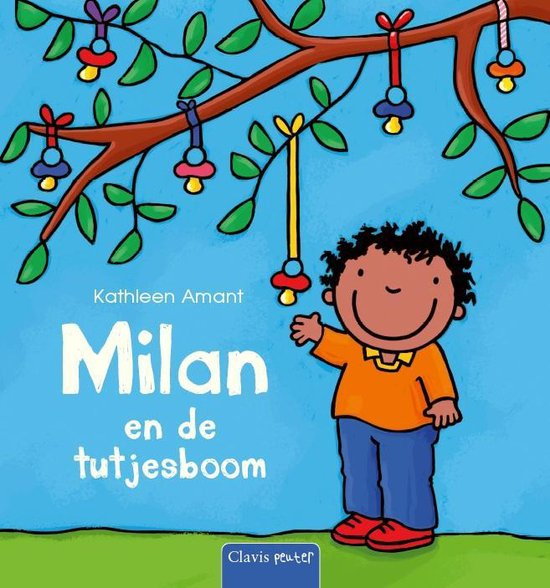 Kathleen Amant
Milan
en de
tutjesboom
Clavis peuter